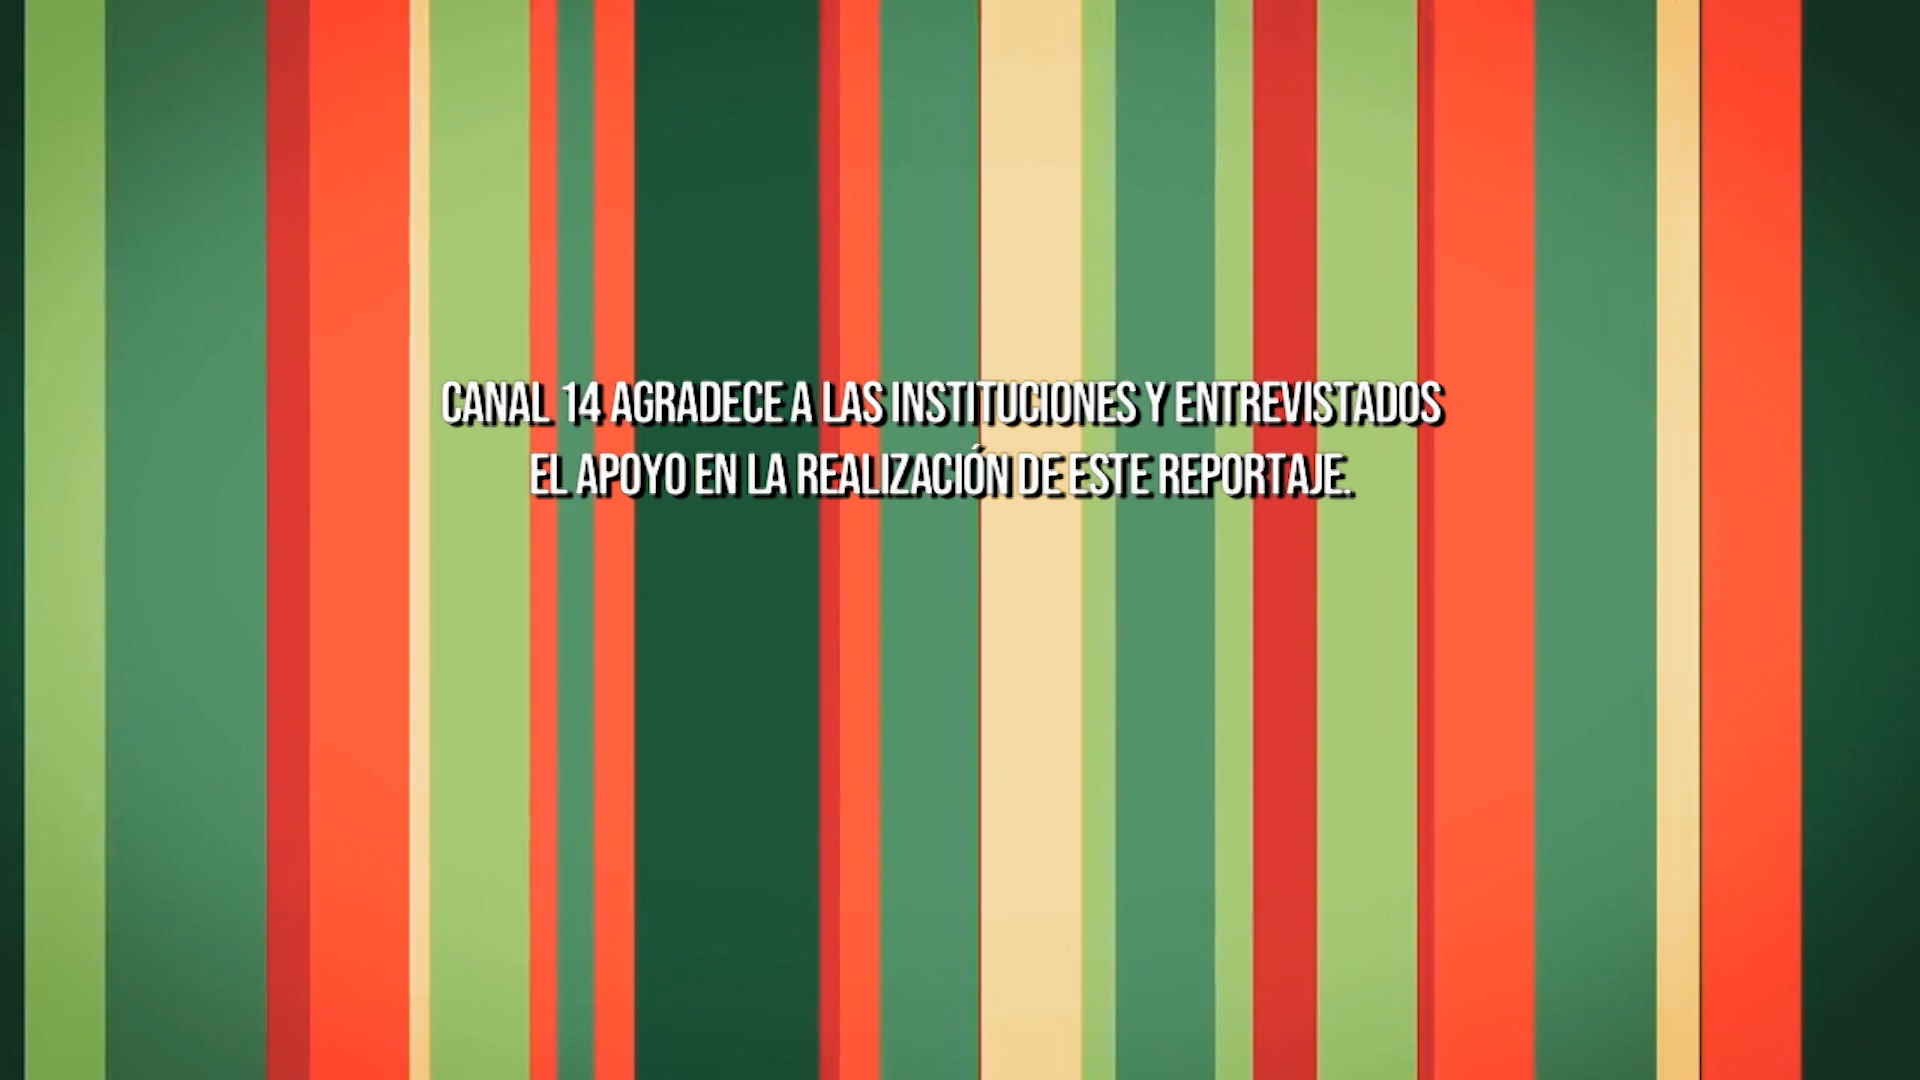 CANAL 14 AGRADECE A LAS INSTITUCIONES Y ENTREVISTADOS
EL APOYO EN LA REALIZACIÓN DE ESTE REPORTAJE.